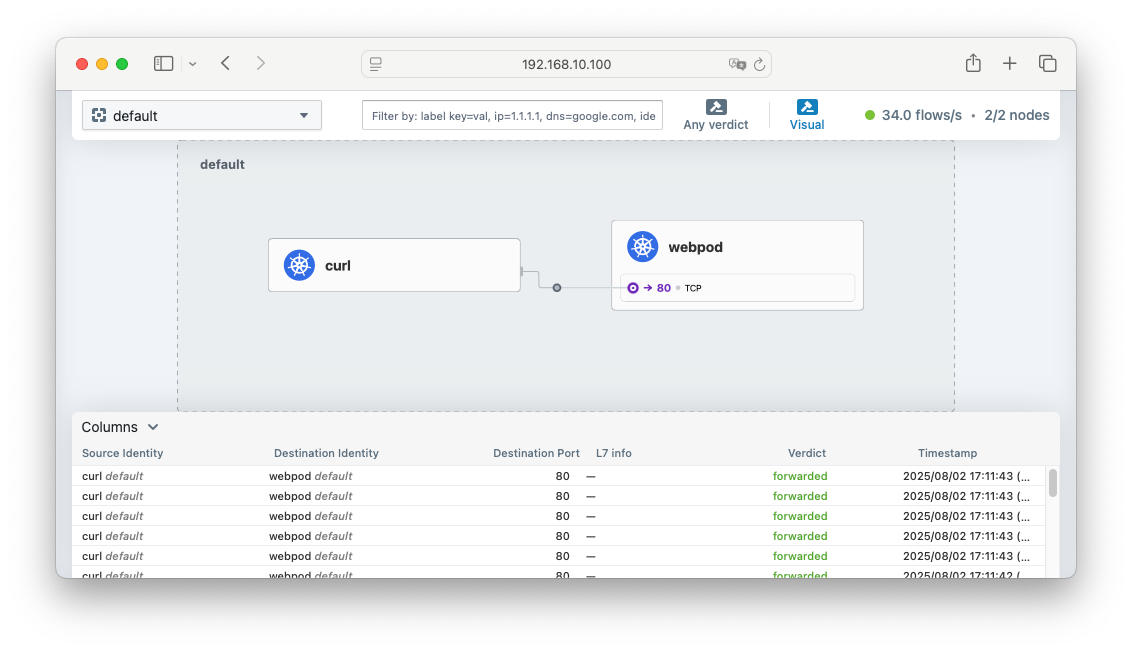 192.168.10.100
default
Filter by: label key=val, ip=1.1.1.1, dns=google.com, ide
Any verdict
Visual
34.0 flows/s • 2/2 nodes
default
curl
webpod
→ 80 • TCP
Columns
Source Identity Destination Identity Destination Port L7 info Verdict Timestamp
curl default webpod default 80 — forwarded 2025/08/02 17:11:43 (...
curl default webpod default 80 — forwarded 2025/08/02 17:11:43 (...
curl default webpod default 80 — forwarded 2025/08/02 17:11:43 (...
curl default webpod default 80 — forwarded 2025/08/02 17:11:43 (...
curl default webpod default 80 — forwarded 2025/08/02 17:11:43 (...
curl default webpod default 80 — forwarded 2025/08/02 17:11:42 (...